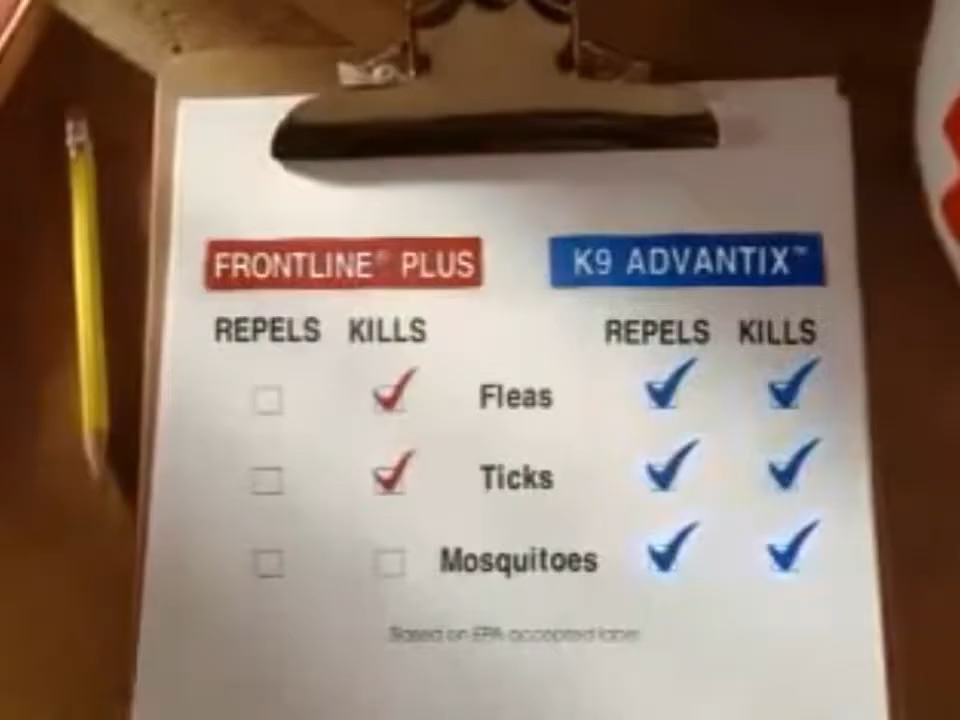 FRONTLINE® PLUS K9 ADVANTIX™
REPELS KILLS REPELS KILLS
Fleas
Ticks
Mosquitoes
Based on EPA accepted label